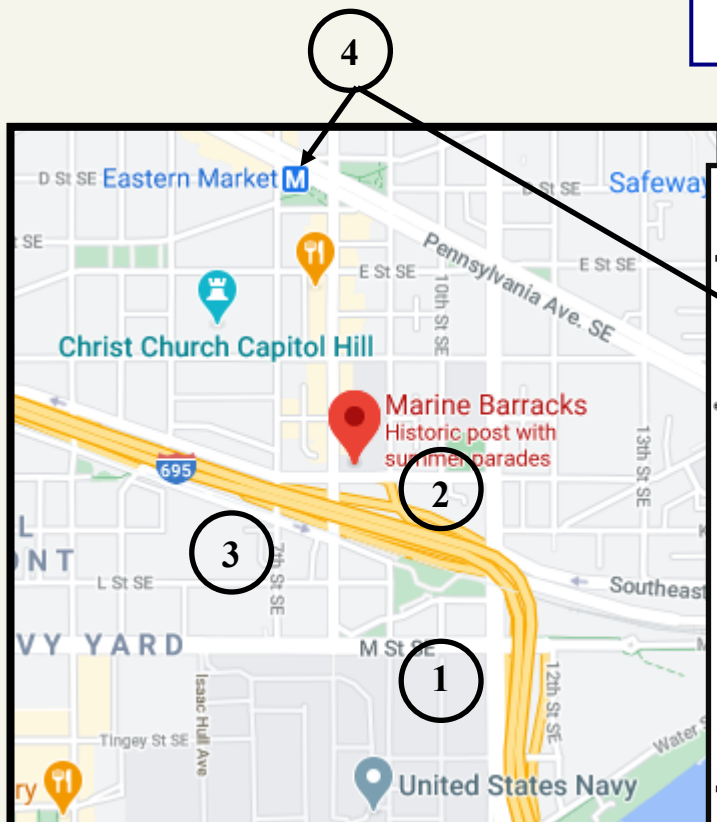 4
D St SE
Eastern Market
M
D St SE
Safeway
St SE
Pennsylvania Ave. SE
E St SE
E St SE
10th St SE
Christ Church Capitol Hill
Marine Barracks
Historic post with
summer parades
13th St SE
695
2
3
7th St SE
L
ONT
L St SE
Southeast
VY YARD
M St SE
1
Isaac Hull Ave
12th St SE
Tingey St SE
Water S
ry
United States Navy